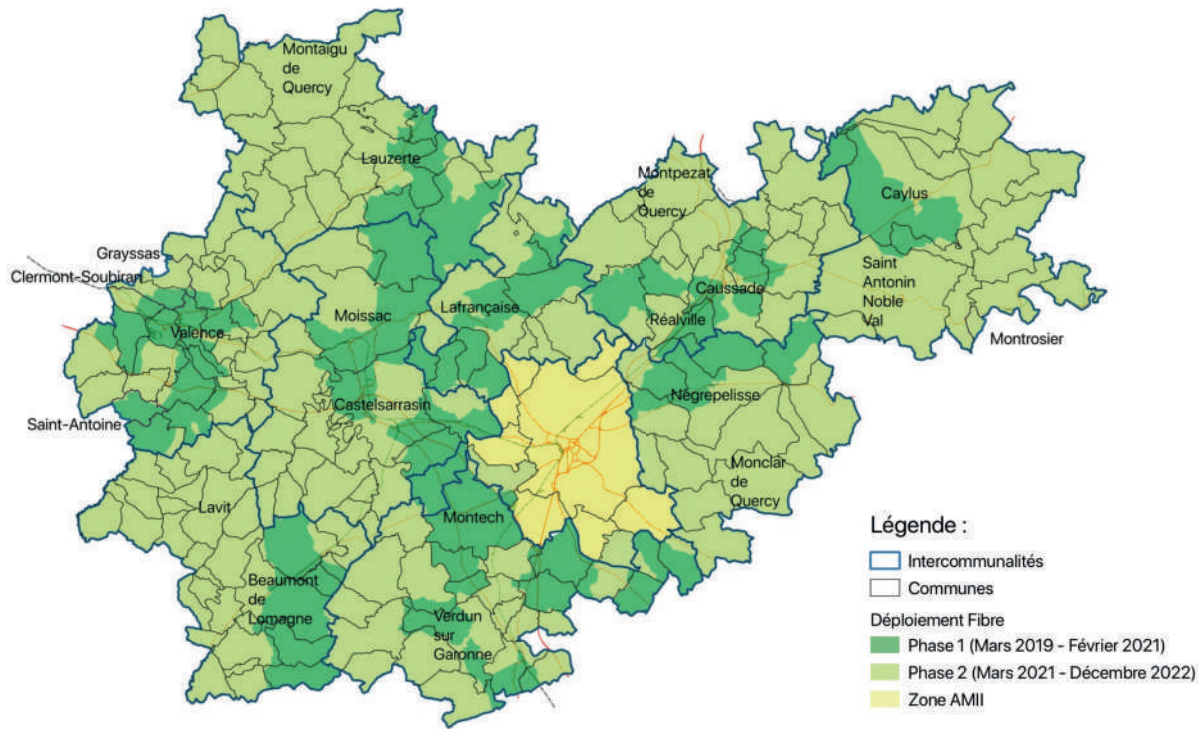 Montaigu
de
Quercy
Lauzerte
Montpezat
de
Quercy
Caylus
Grayssas
Clermont-Soubiran
Valence
Moissac
Lafrançaise
Caussade
Réalville
Saint
Antonin
Noble
Val
Montrosier
Saint-Antoine
Castelsarrasin
Nègrepelisse
Monclar
de
Quercy
Lavit
Montech
Beaumont
de
Lomagne
Verdun
sur
Garonne
Légende :
Intercommunalités
Communes
Déploiement Fibre
Phase 1 (Mars 2019 - Février 2021)
Phase 2 (Mars 2021 - Décembre 2022)
Zone AMII